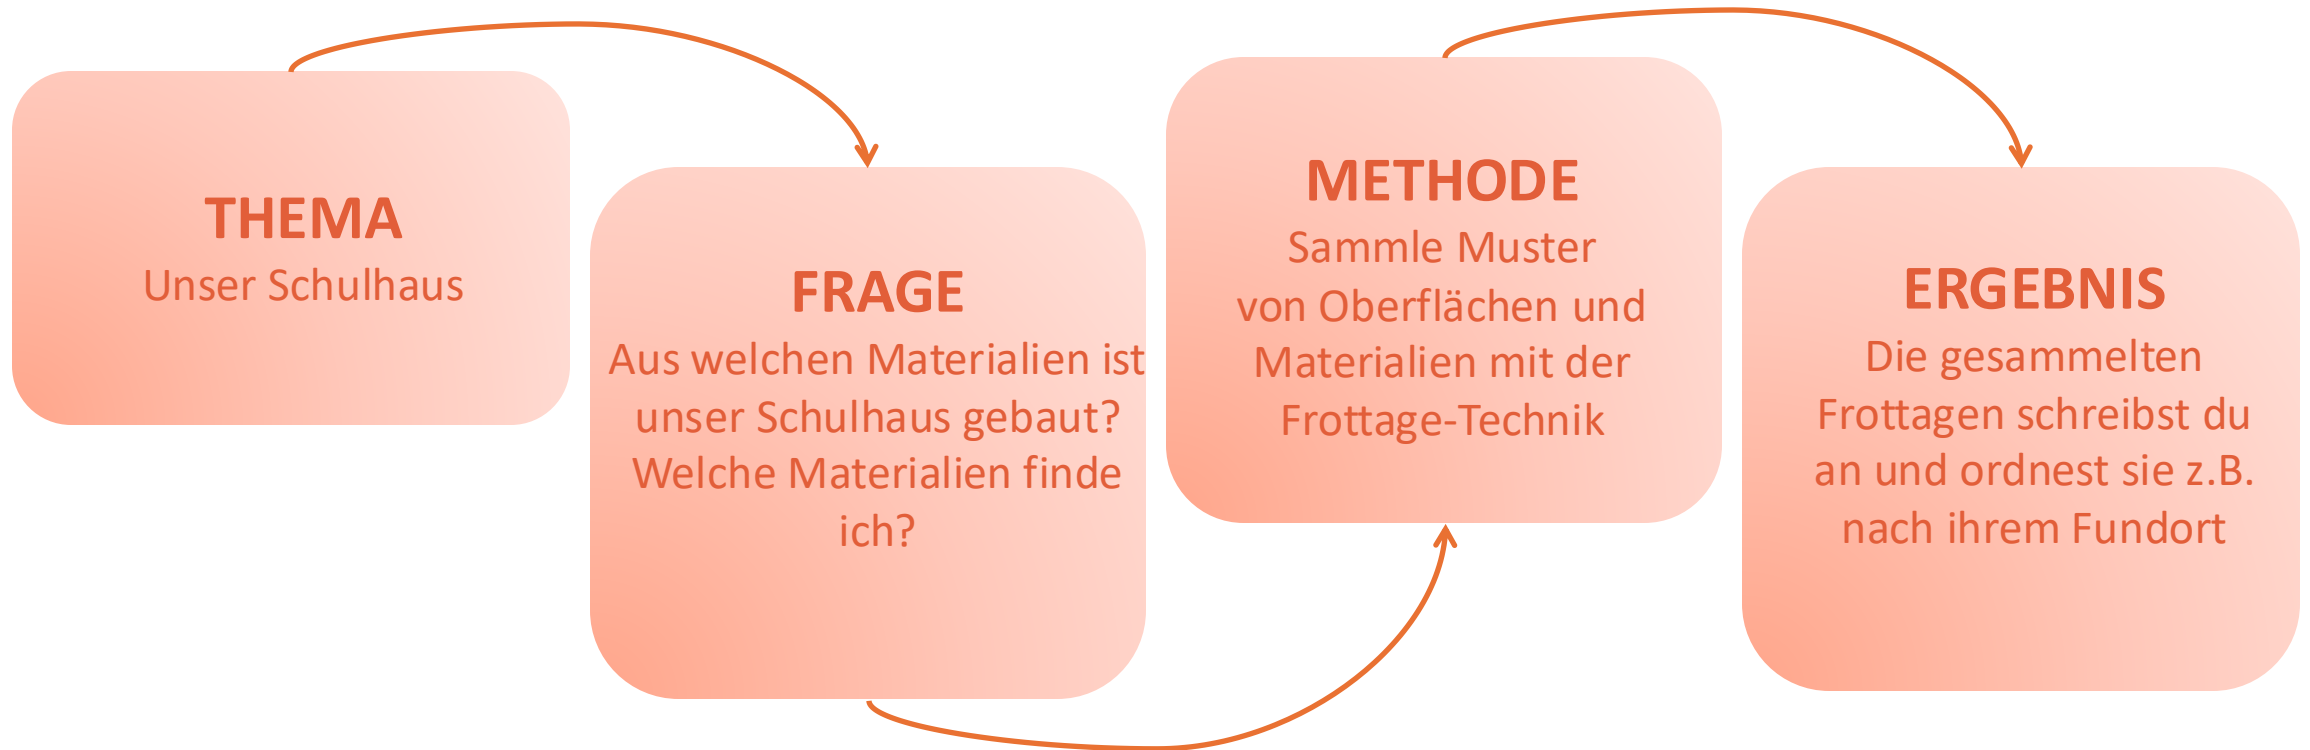 THEMA
Unser Schulhaus
FRAGE
Aus welchen Materialien ist
unser Schulhaus gebaut?
Welche Materialien finde
ich?
METHODE
Sammle Muster
von Oberflächen und
Materialien mit der
Frottage-Technik
ERGEBNIS
Die gesammelten
Frottagen schreibst du
an und ordnest sie z.B.
nach ihrem Fundort